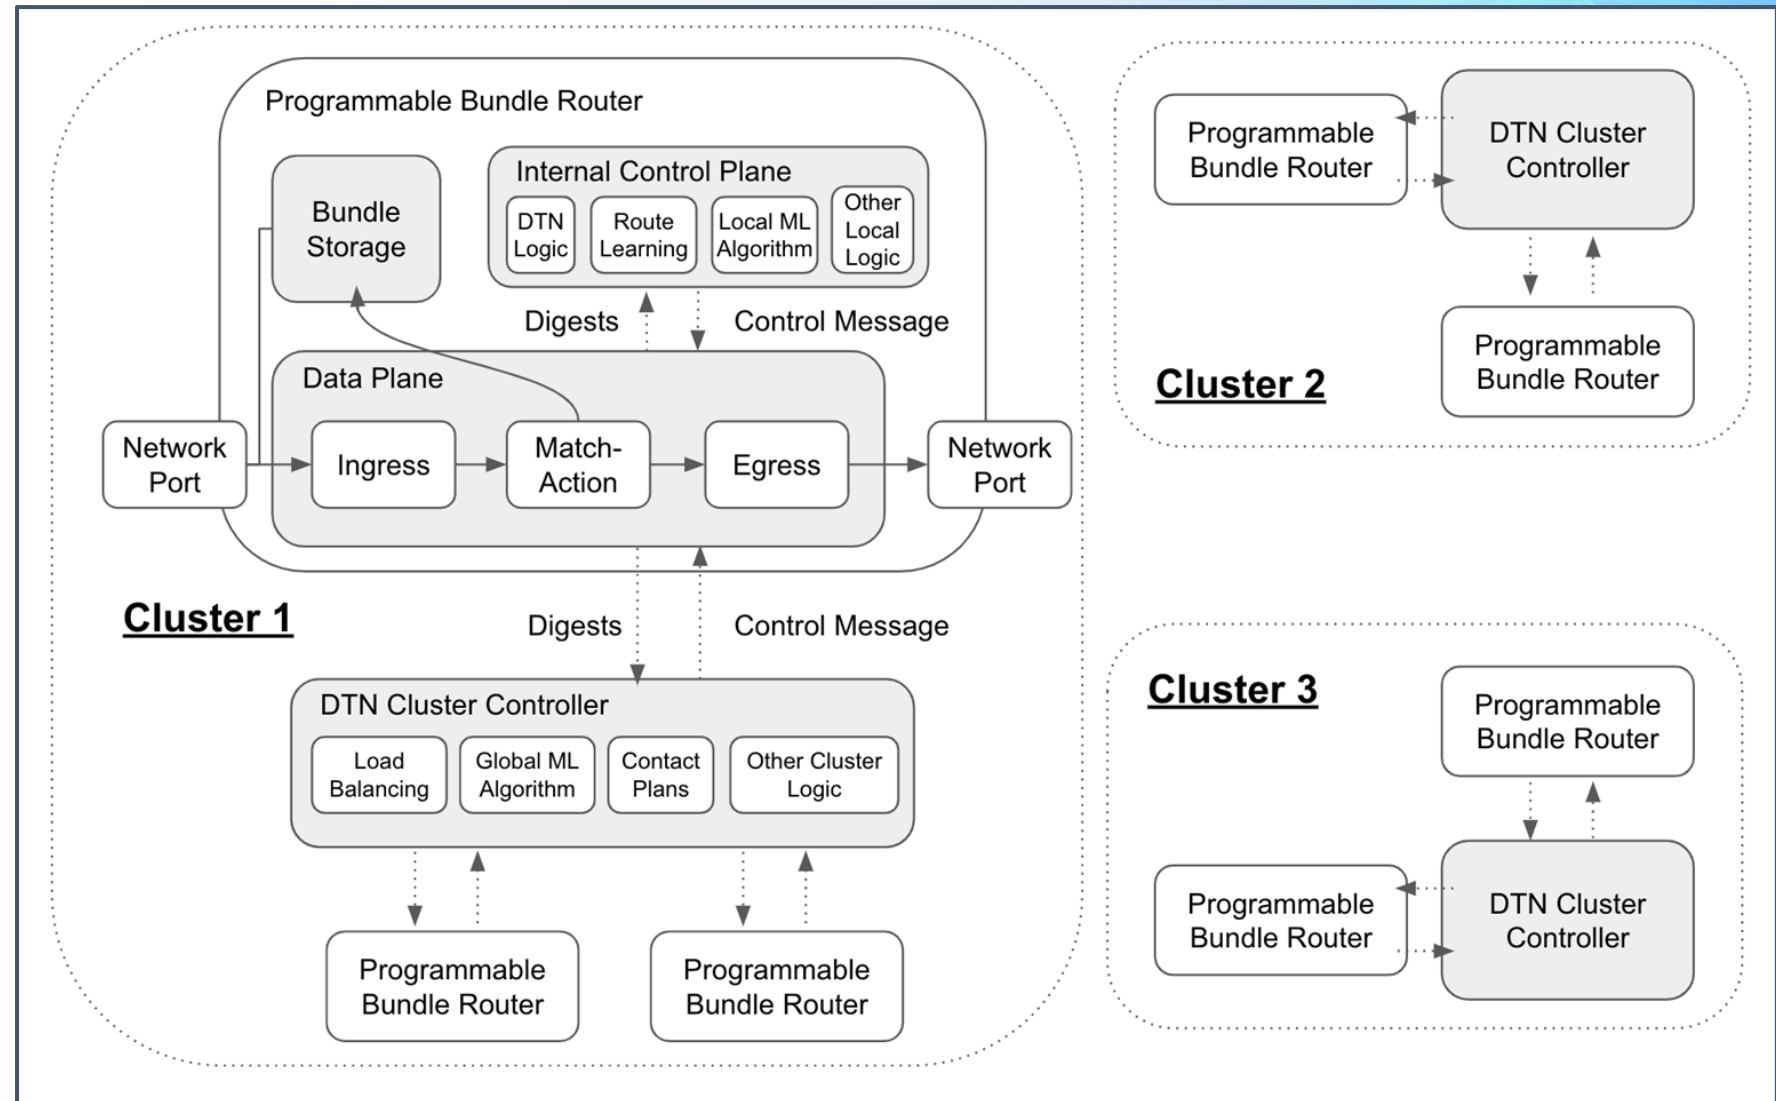 Programmable Bundle Router
Bundle
Storage
Internal Control Plane
DTN
Logic
Route
Learning
Local ML
Algorithm
Other
Local
Logic
Digests
Control Message
Data Plane
Network
Port
Ingress
Match-
Action
Egress
Network
Port
Cluster 1
Digests
Control Message
DTN Cluster Controller
Load
Balancing
Global ML
Algorithm
Contact
Plans
Other Cluster
Logic
Programmable
Bundle Router
Programmable
Bundle Router
Programmable
Bundle Router
DTN Cluster
Controller
Cluster 2
Programmable
Bundle Router
Cluster 3
Programmable
Bundle Router
Programmable
Bundle Router
DTN Cluster
Controller